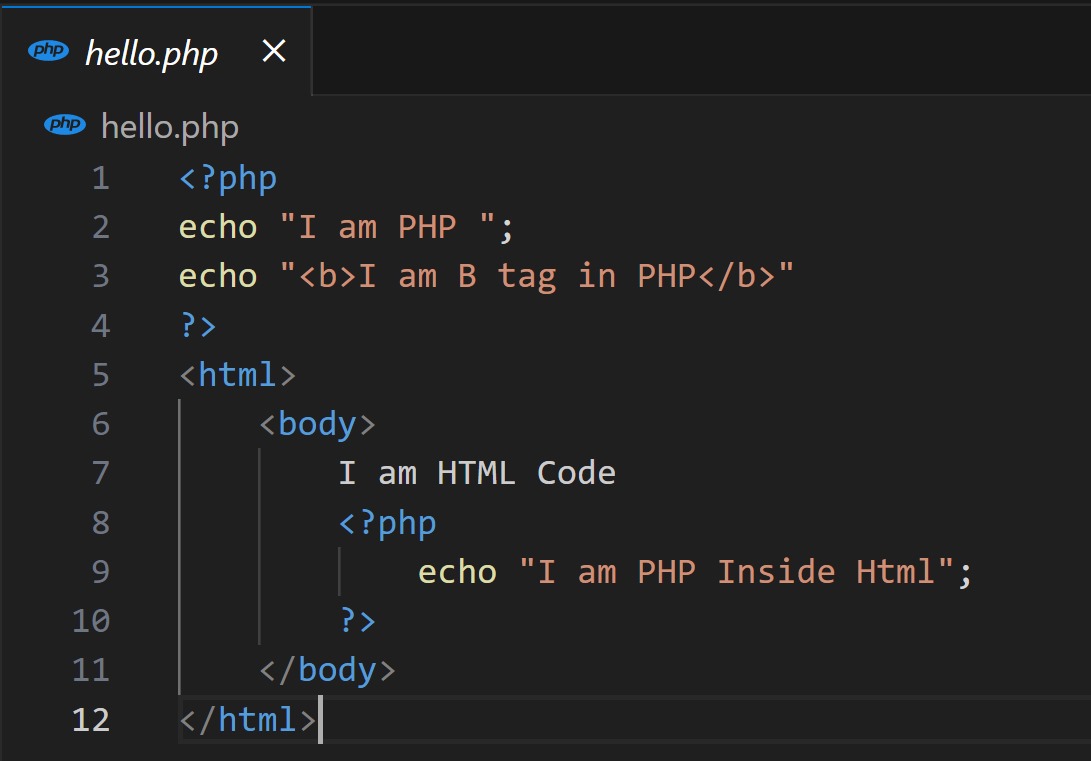 php hello.php ×
php hello.php
1 <?php
2 echo "I am PHP ";
3 echo "<b>I am B tag in PHP</b>"
4 ?>
5 <html>
6     <body>
7         I am HTML Code
8         <?php
9             echo "I am PHP Inside Html";
10         ?>
11     </body>
12 </html>